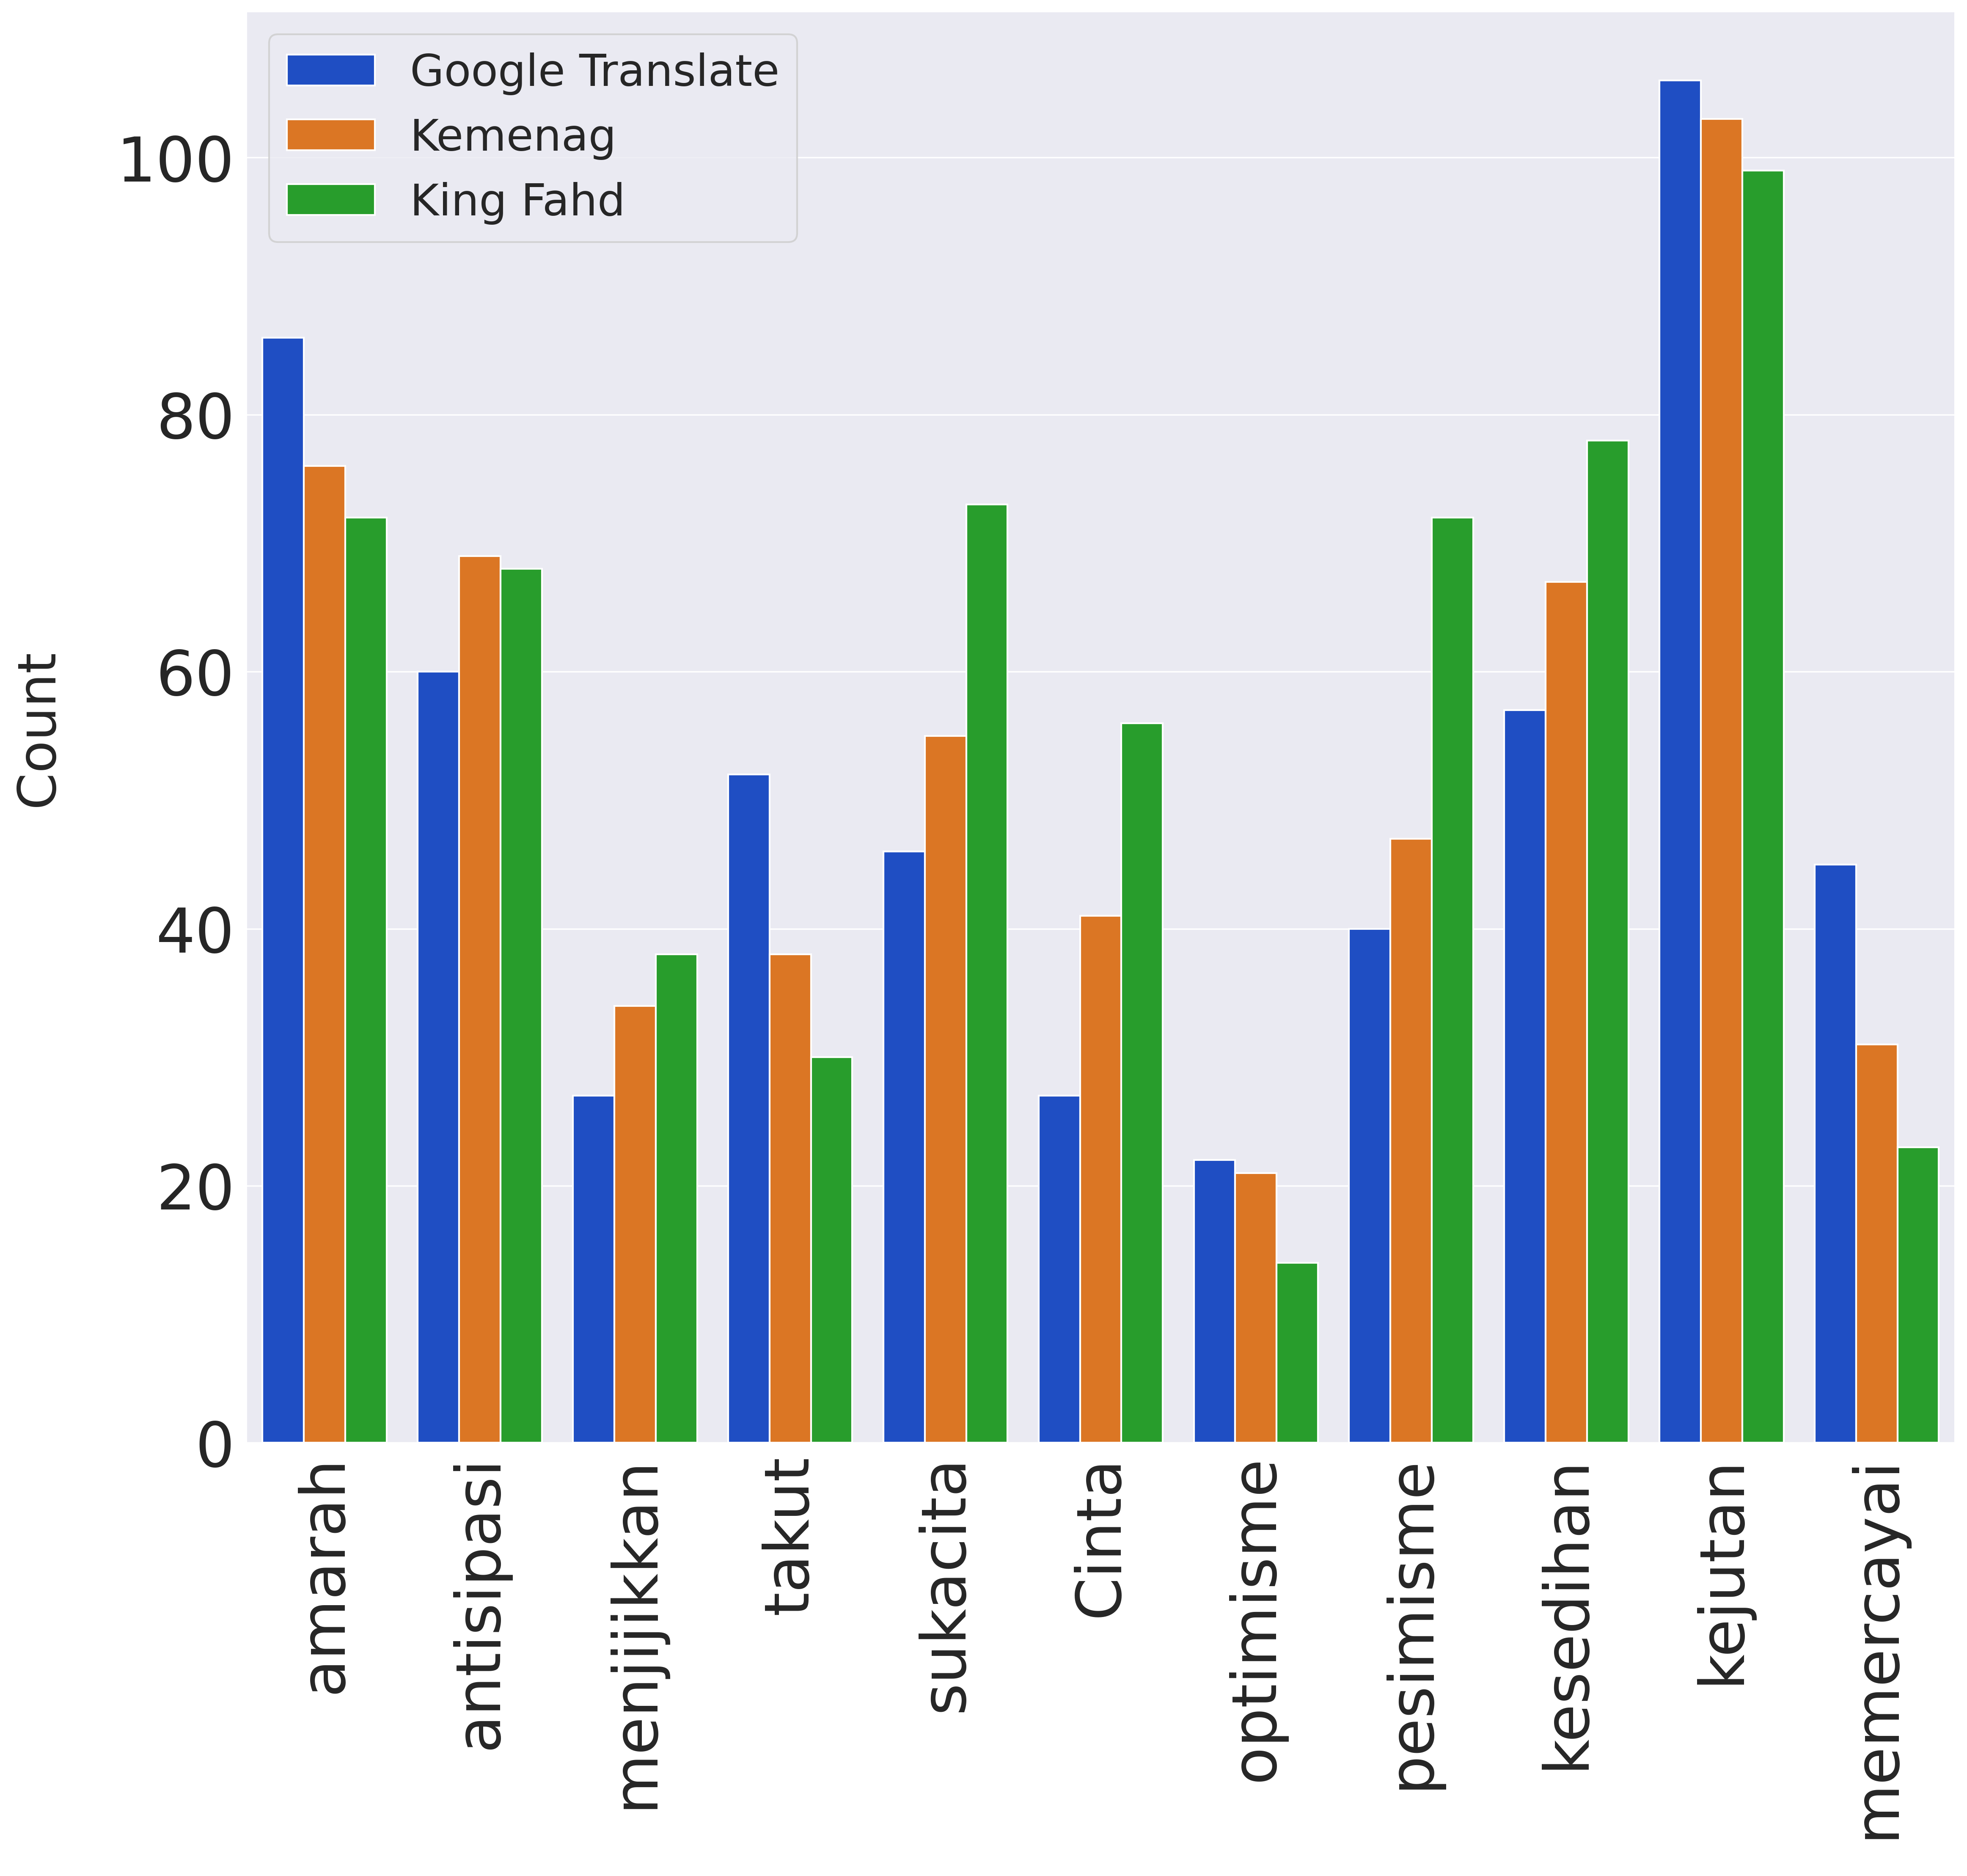 Google Translate
Kemenag
King Fahd
Count
100
80
60
40
20
0
amarah
antisipasi
menjijikkan
takut
sukacita
Cinta
optimisme
pesimisme
kesedihan
kejutan
memercayai